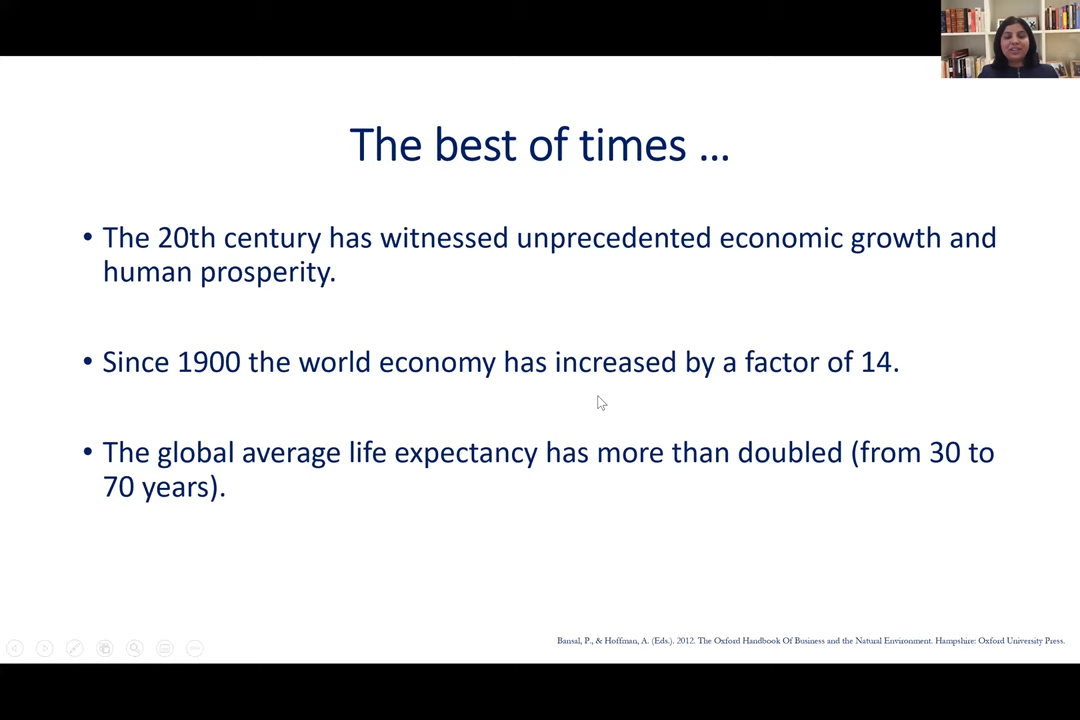 The best of times ...
• The 20th century has witnessed unprecedented economic growth and
human prosperity.
• Since 1900 the world economy has increased by a factor of 14.
• The global average life expectancy has more than doubled (from 30 to
70 years).
Bansal, P., & Hoffman, A. (Eds.). 2012. The Oxford Handbook Of Business and the Natural Environment. Hampshire: Oxford University Press.